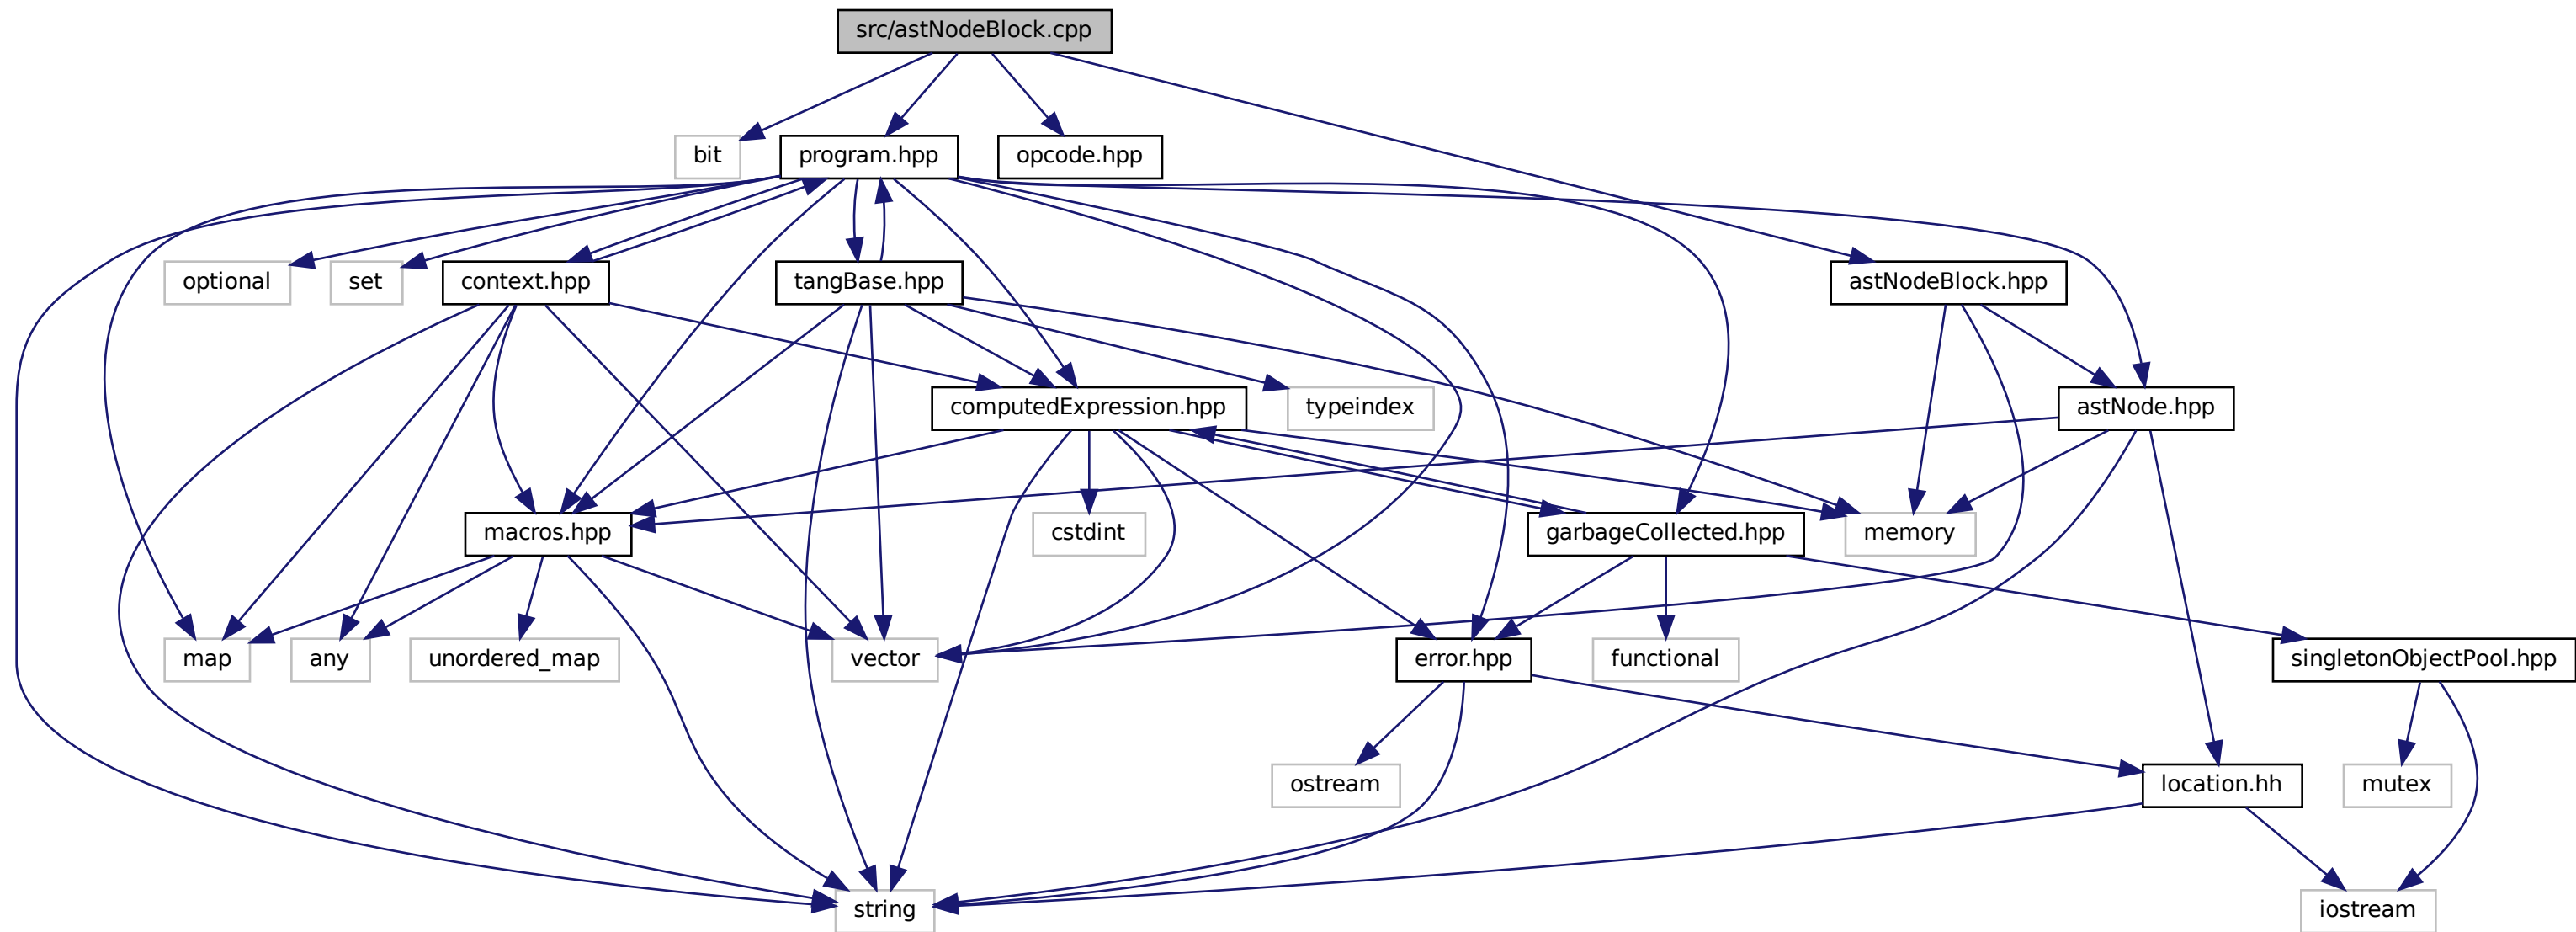 src/astNodeBlock.cpp
bit
program.hpp
opcode.hpp
optional
set
context.hpp
tangBase.hpp
astNodeBlock.hpp
computedExpression.hpp
typeindex
astNode.hpp
macros.hpp
cstdint
garbageCollected.hpp
memory
map
any
unordered_map
vector
error.hpp
functional
singletonObjectPool.hpp
ostream
location.hh
mutex
string
iostream